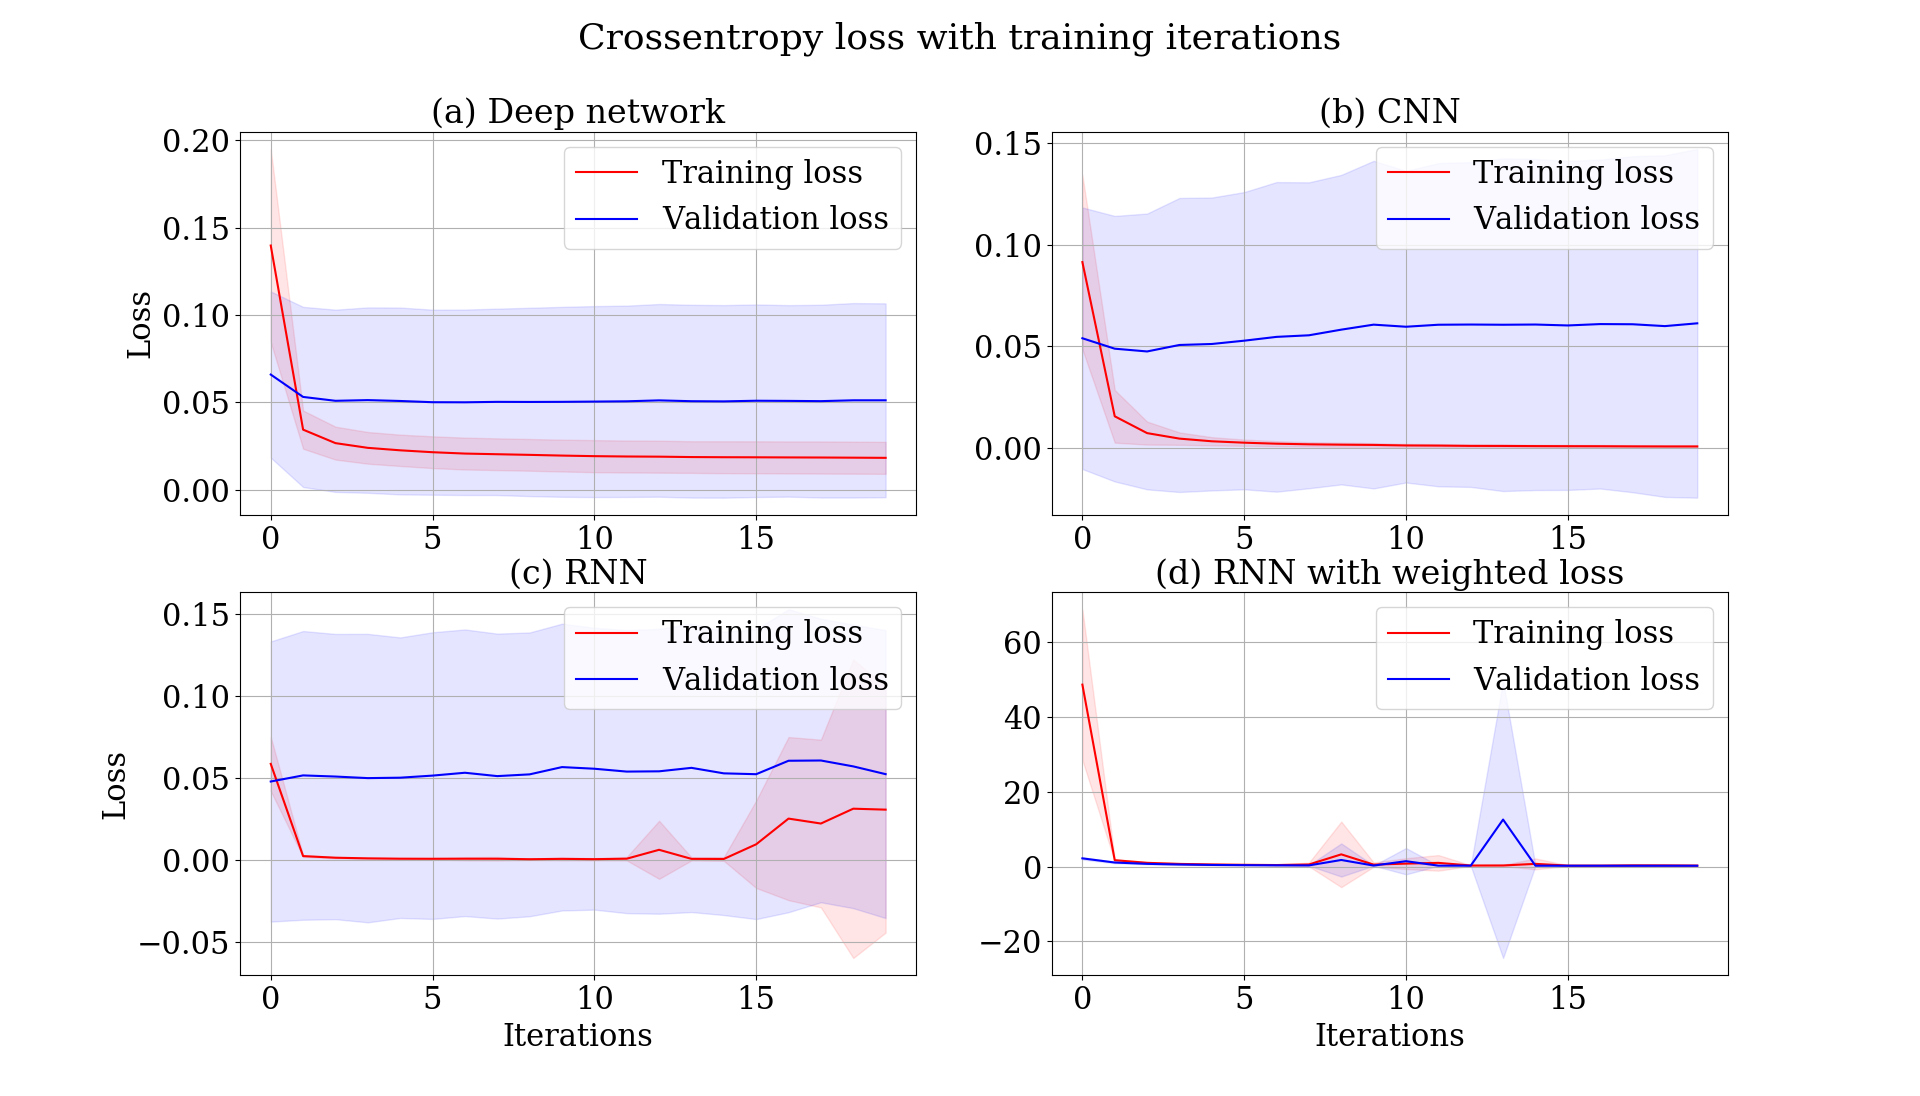 Crossentropy loss with training iterations
(a) Deep network
0.20
0.15
0.10
0.05
0.00
Loss
Training loss
Validation loss
0 5 10 15
(b) CNN
0.15
0.10
0.05
0.00
Training loss
Validation loss
0 5 10 15
(c) RNN
0.15
0.10
0.05
0.00
−0.05
Loss
Training loss
Validation loss
0 5 10 15
Iterations
(d) RNN with weighted loss
60
40
20
0
−20
Training loss
Validation loss
0 5 10 15
Iterations